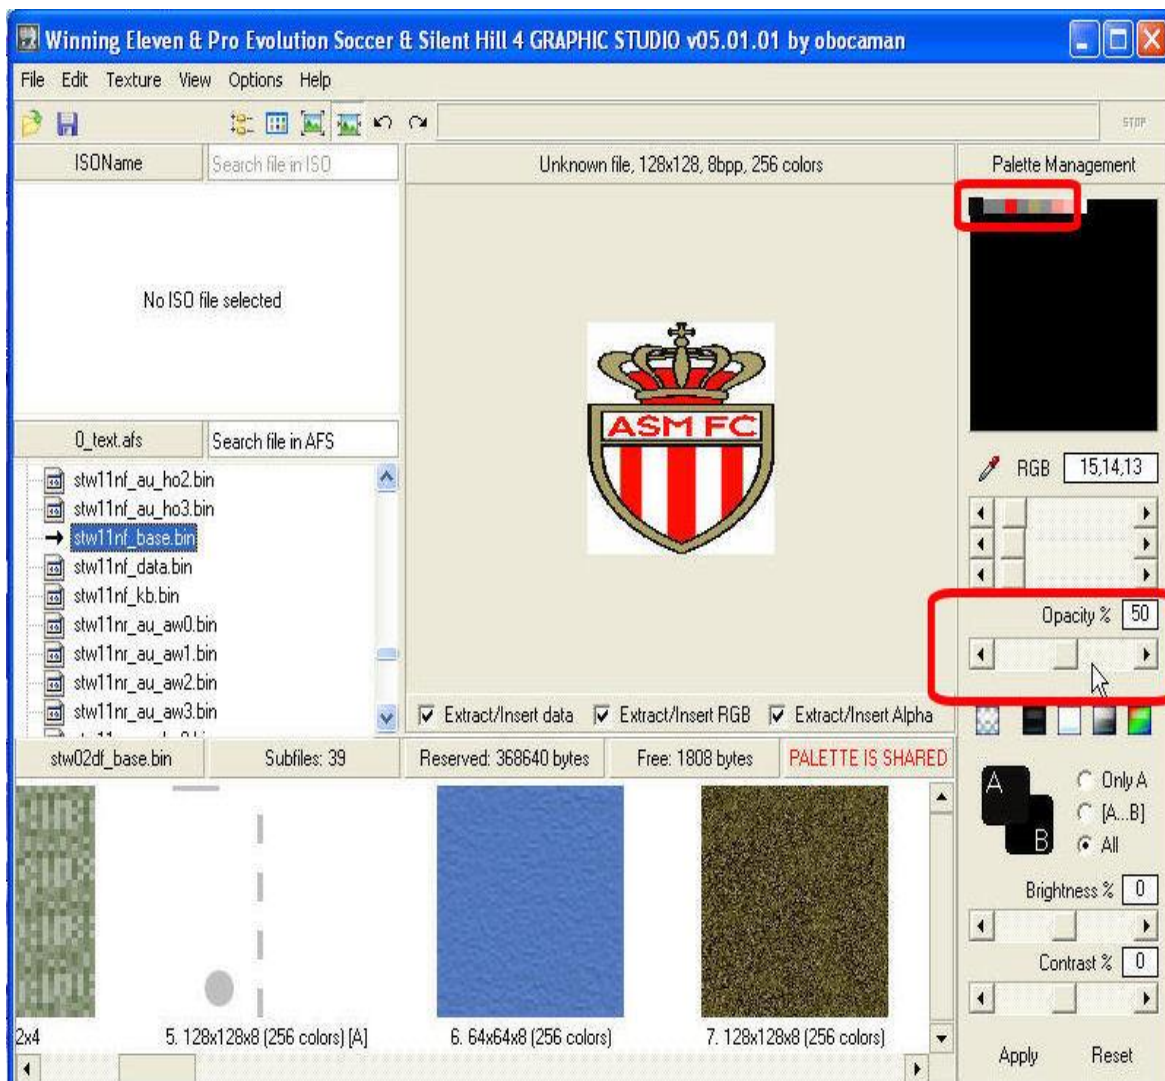 Winning Eleven & Pro Evolution Soccer & Silent Hill 4 GRAPHIC STUDIO v05.01.01 by obocaman
File Edit Texture View Options Help
STOP
ISOName Search file in ISO Unknown file, 128x128, 8bpp, 256 colors Palette Management
No ISO file selected
ASM FC
0_text.afs Search file in AFS
RGB 15,14,13
stw11nf_au_ho2.bin
stw11nf_au_ho3.bin
stw11nf_base.bin
stw11nf_data.bin
stw11nf_kb.bin
stw11nr_au_aw0.bin
stw11nr_au_aw1.bin
stw11nr_au_aw2.bin
stw11nr_au_aw3.bin
Opacity % 50
Extract/Insert data Extract/Insert RGB Extract/Insert Alpha
stw02df_base.bin Subfiles: 39 Reserved: 368640 bytes Free: 1808 bytes PALETTE IS SHARED
A B
Only A
[A...B]
All
Brightness % 0
Contrast % 0
2x4 5. 128x128x8 (256 colors) [A] 6. 64x64x8 (256 colors) 7. 128x128x8 (256 colors)
Apply Reset